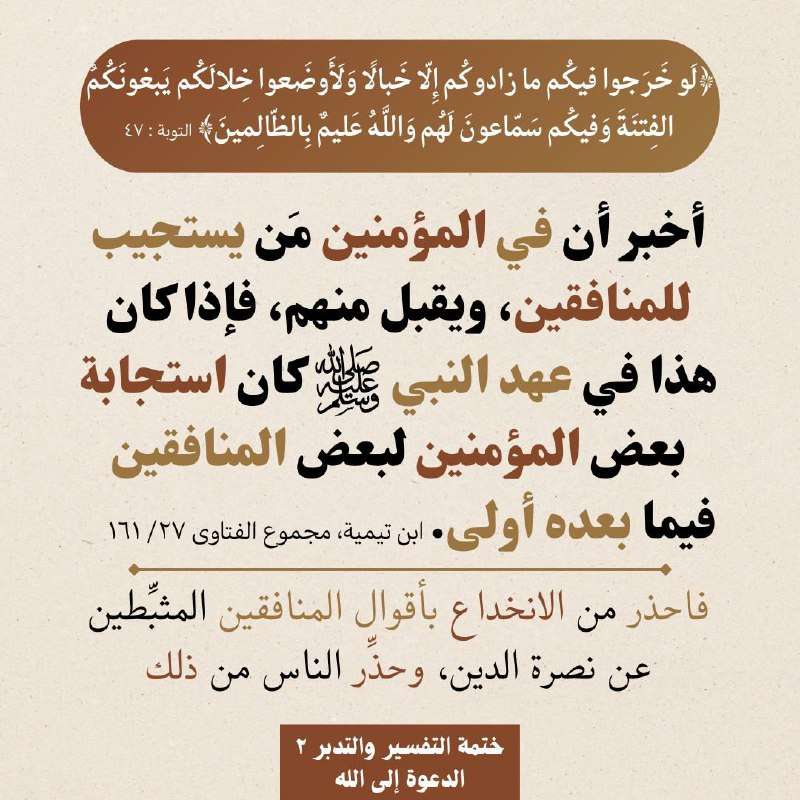 ﴿لَو خَرَجوا فيكُم ما زادوكُم إِلّا خَبالًا وَلَأَوضَعوا خِلالَكُم يَبغونَكُمُ
الفِتنَةَ وَفيكُم سَمّاعونَ لَهُم وَاللَّهُ عَليمٌ بِالظّالِمينَ﴾ التوبة : ٤٧
أخبر أن في المؤمنين مَن يستجيب
للمنافقين، ويقبل منهم، فإذا كان
هذا في عهد النبي ﷺ كان استجابة
بعض المؤمنين لبعض المنافقين
فيما بعده أولى. ابن تيمية، مجموع الفتاوى ٢٧/ ١٦١
فاحذر من الانخداع بأقوال المنافقين المثبِّطين
عن نصرة الدين، وحذِّر الناس من ذلك
ختمة التفسير والتدبر ٢
الدعوة إلى الله